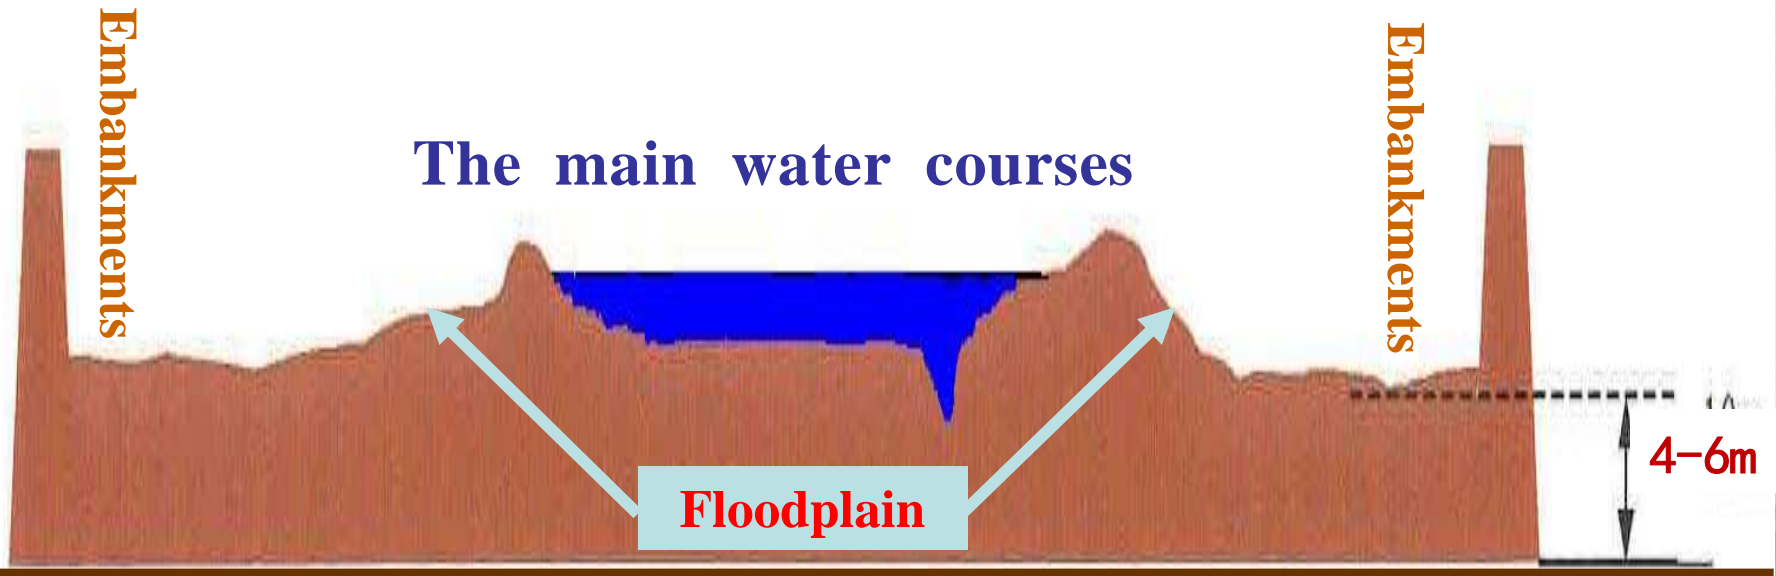 Embankments
Embankments
The main water courses
4-6m
Floodplain